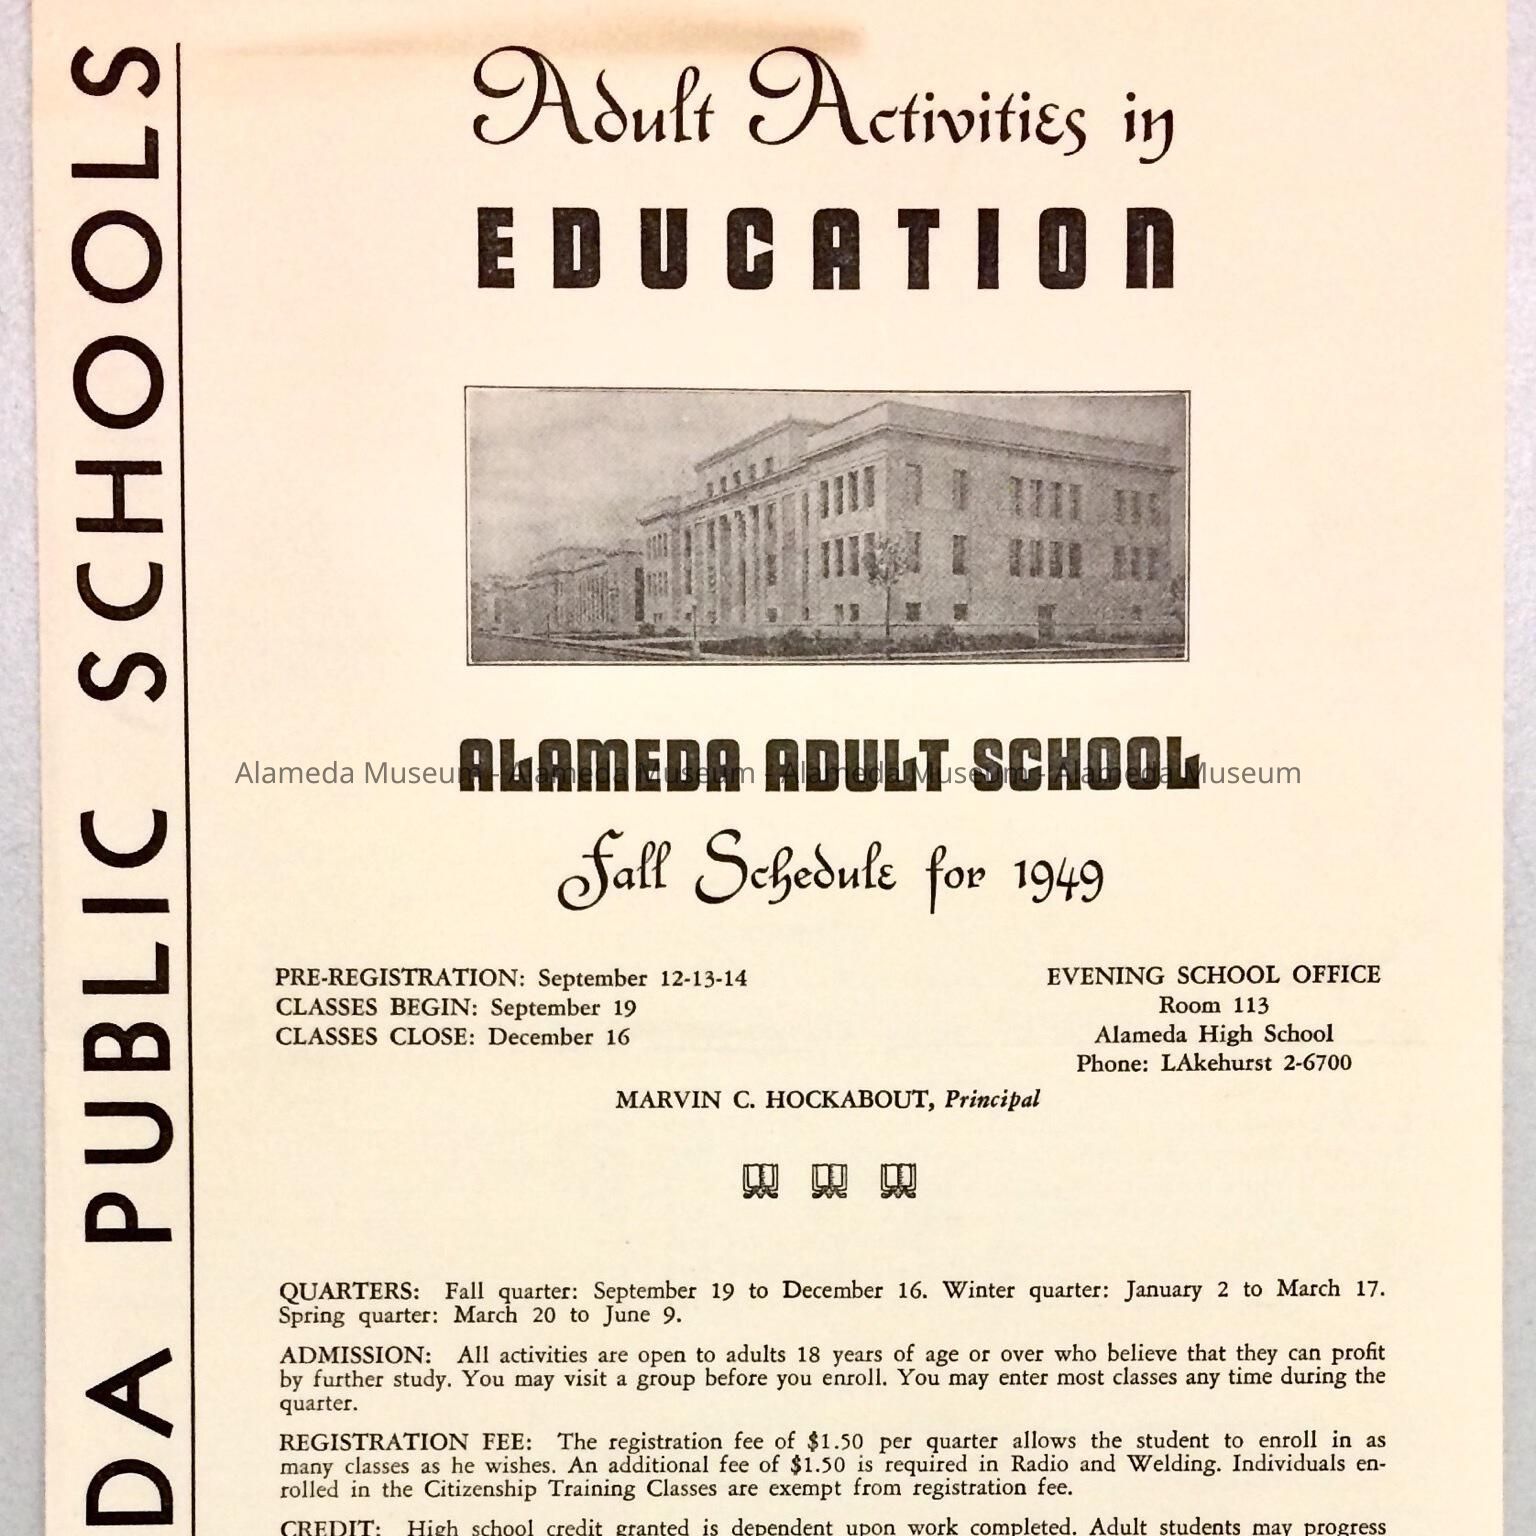 DA PUBLIC SCHOOLS
Adult Activities in
EDUCATION
ALAMEDA ADULT SCHOOL
Alameda Museum - Alameda Museum - Alameda Museum - Alameda Museum
Fall Schedule for 1949
PRE-REGISTRATION: September 12-13-14
CLASSES BEGIN: September 19
CLASSES CLOSE: December 16
EVENING SCHOOL OFFICE
Room 113
Alameda High School
Phone: LAkehurst 2-6700
MARVIN C. HOCKABOUT, Principal
QUARTERS: Fall quarter: September 19 to December 16. Winter quarter: January 2 to March 17.
Spring quarter: March 20 to June 9.
ADMISSION: All activities are open to adults 18 years of age or over who believe that they can profit
by further study. You may visit a group before you enroll. You may enter most classes any time during the
quarter.
REGISTRATION FEE: The registration fee of $1.50 per quarter allows the student to enroll in as
many classes as he wishes. An additional fee of $1.50 is required in Radio and Welding. Individuals en-
rolled in the Citizenship Training Classes are exempt from registration fee.
CREDIT: High school credit granted is dependent upon work completed. Adult students may progress